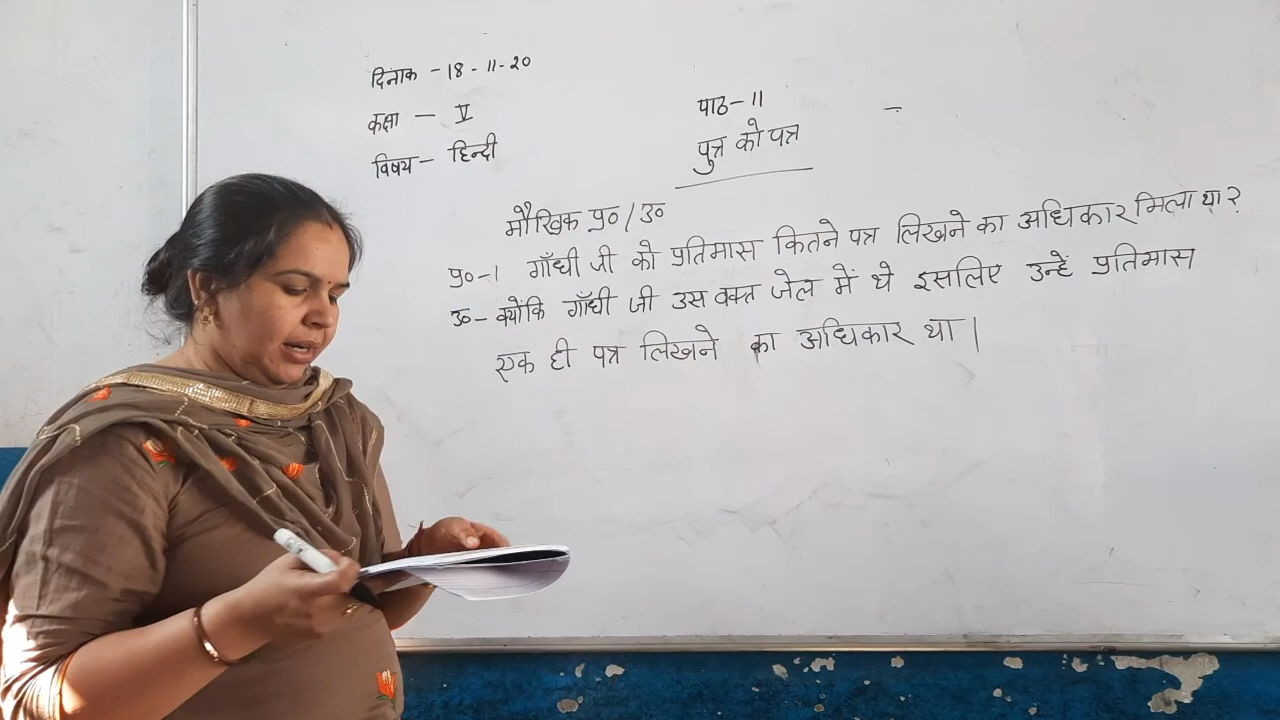 दिनाक - 18 - 11 - 20
कक्षा - V
विषय - हिन्दी
पाठ - 11
पुत्र को पत्र
मौखिक प्र० / उ०
प्र०-1 गाँधी जी को प्रतिमास कितने पत्र लिखने का अधिकार मिला था?
उ०- क्योंकि गाँधी जी उस वक्त जेल में थे इसलिए उन्हें प्रतिमास
एक ही पत्र लिखने का अधिकार था।